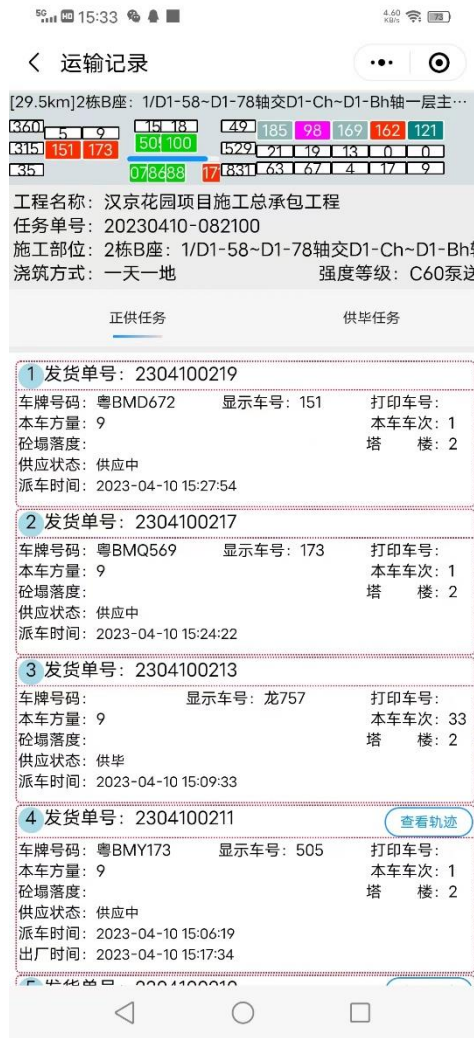 5G 15:33 4.60 KB/s 73
运输记录
[29.5km]2栋B座：1/D1-58~D1-78轴交D1-Ch~D1-Bh轴一层主…
360 5 9 15 18 49 185 98 169 162 121
315 151 173 505 100 529 21 19 13 0 0
35 078 688 17 831 63 67 4 17 9
工程名称：汉京花园项目施工总承包工程
任务单号：20230410-082100
施工部位：2栋B座：1/D1-58~D1-78轴交D1-Ch~D1-Bh
浇筑方式：一天一地 强度等级：C60泵送
正供任务 供毕任务
1 发货单号：2304100219
车牌号码：粤BMD672 显示车号：151 打印车号：
本车方量：9 本车车次：1
砼塌落度： 塔 楼：2
供应状态：供应中
派车时间：2023-04-10 15:27:54
2 发货单号：2304100217
车牌号码：粤BMQ569 显示车号：173 打印车号：
本车方量：9 本车车次：1
砼塌落度： 塔 楼：2
供应状态：供应中
派车时间：2023-04-10 15:24:22
3 发货单号：2304100213
车牌号码： 显示车号：龙757 打印车号：
本车方量：9 本车车次：33
砼塌落度： 塔 楼：2
供应状态：供毕
派车时间：2023-04-10 15:09:33
4 发货单号：2304100211 查看轨迹
车牌号码：粤BMY173 显示车号：505 打印车号：
本车方量：9 本车车次：1
砼塌落度： 塔 楼：2
供应状态：供应中
派车时间：2023-04-10 15:06:19
出厂时间：2023-04-10 15:17:34